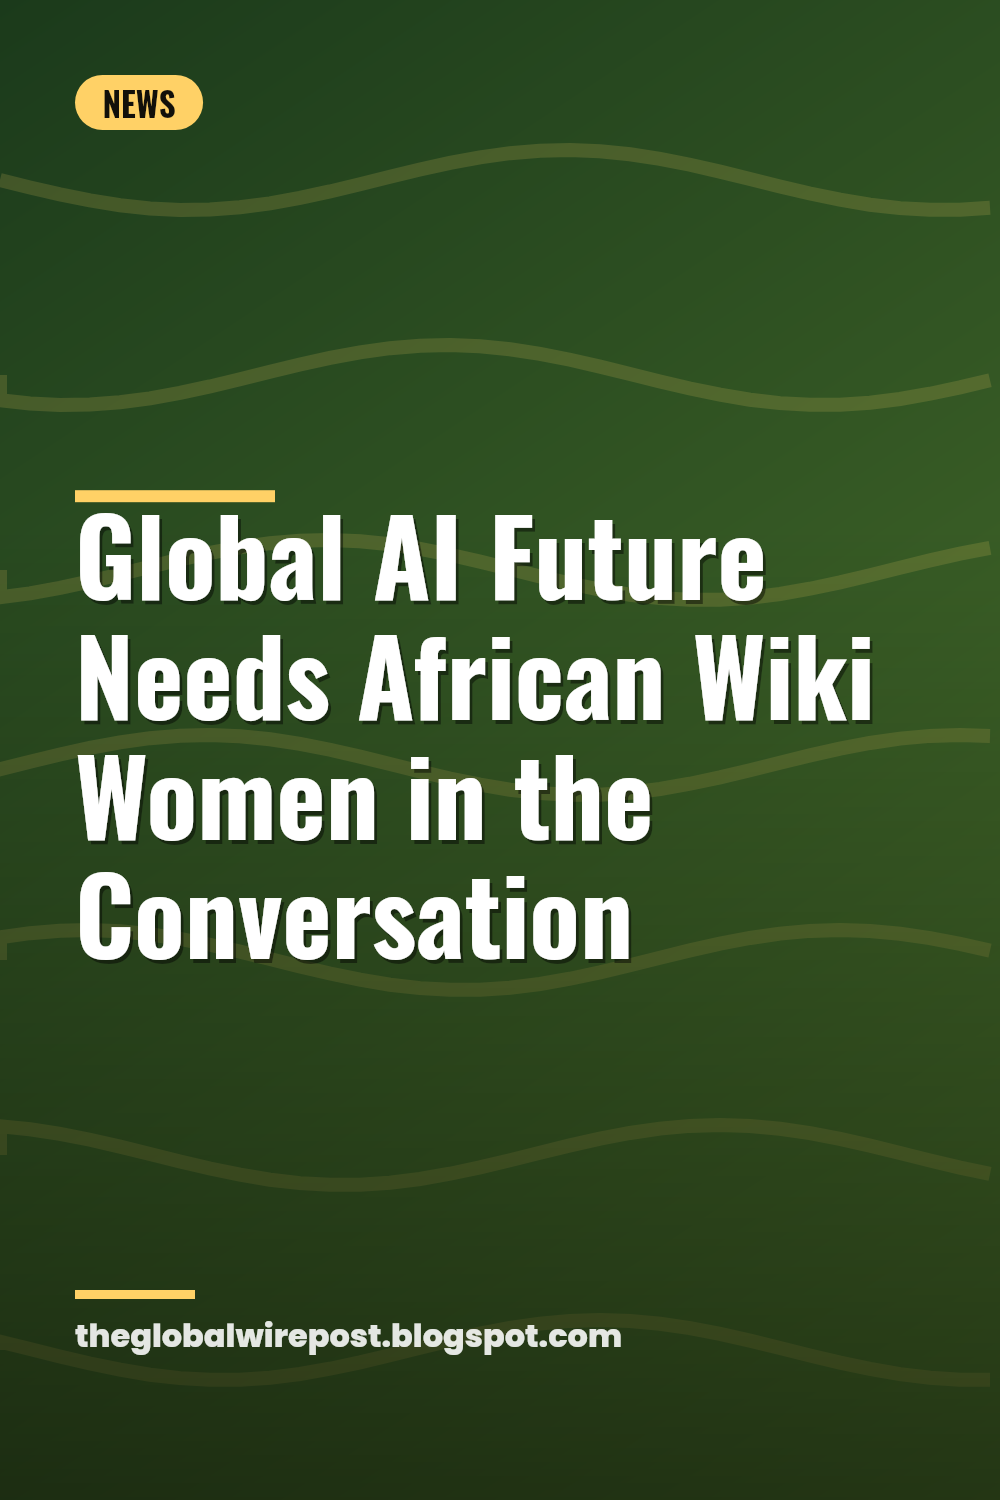 NEWS
Global AI Future
Needs African Wiki
Women in the
Conversation
theglobalwirepost.blogspot.com